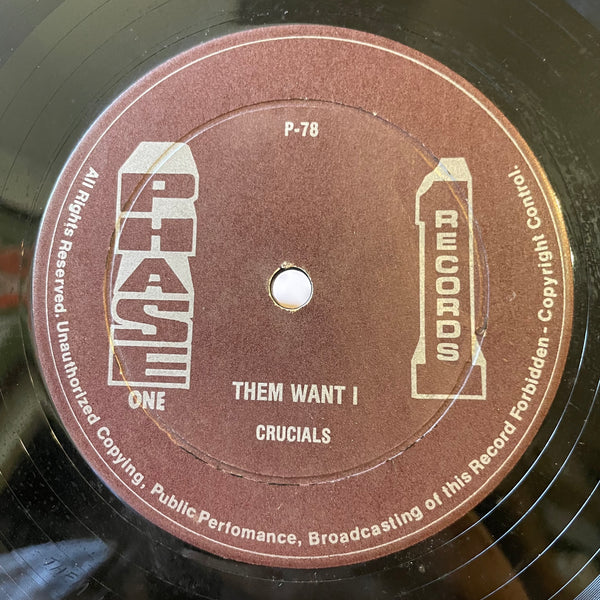 P-78
PHASE
ONE
RECORDS
THEM WANT I
CRUCIALS
All Rights Reserved. Unauthorized Copying, Public Perfomance, Broadcasting of this Record Forbidden - Copyright Control.